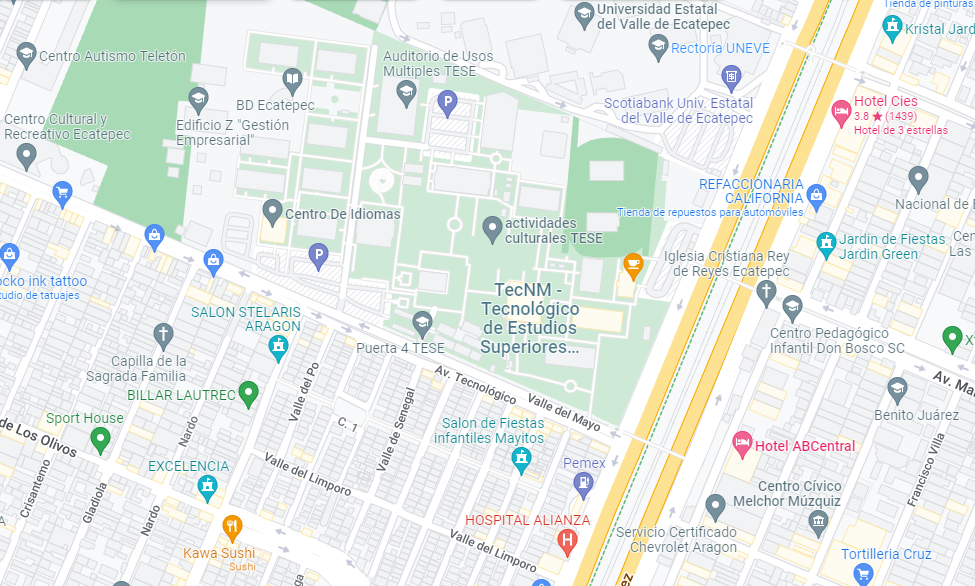 Universidad Estatal
del Valle de Ecatepec
Tienda de pinturas
Kristal Jard
Rectoría UNEVE
Centro Autismo Teletón
Auditorio de Usos
Multiples TESE
P
BD Ecatepec
Scotiabank Univ. Estatal
del Valle de Ecatepec
Hotel Cies
3.8 ★ (1439)
Hotel de 3 estrellas
Centro Cultural y
Recreativo Ecatepec
Edificio Z "Gestión
Empresarial"
REFACCIONARIA
CALIFORNIA
Tienda de repuestos para automóviles
Nacional de
Centro De Idiomas
actividades
culturales TESE
Jardin de Fiestas
Jardin Green
Cen
Las
P
Iglesia Cristiana Rey
de Reyes Ecatepec
ocko ink tattoo
tudio de tatuajes
TecNM -
Tecnológico
de Estudios
Superiores...
SALON STELARIS
ARAGON
Puerta 4 TESE
Centro Pedagógico
Infantil Don Bosco SC
Capilla de la
Sagrada Familia
BILLAR LAUTREC
Valle del Po
Av. Tecnológico
Valle del Mayo
Av. Ma
Benito Juárez
Sport House
de Los Olivos
Nardo
C. 1
Valle de Senegal
Salon de Fiestas
infantiles Mayitos
Hotel ABCentral
Francisco Villa
EXCELENCIA
Valle del Limporo
Pemex
Crisantemo
Gladiola
Nardo
Centro Cívico
Melchor Múzquiz
HOSPITAL ALIANZA
H
Kawa Sushi
Sushi
Valle del Limporo
Servicio Certificado
Chevrolet Aragon
Tortilleria Cruz
ga
ez